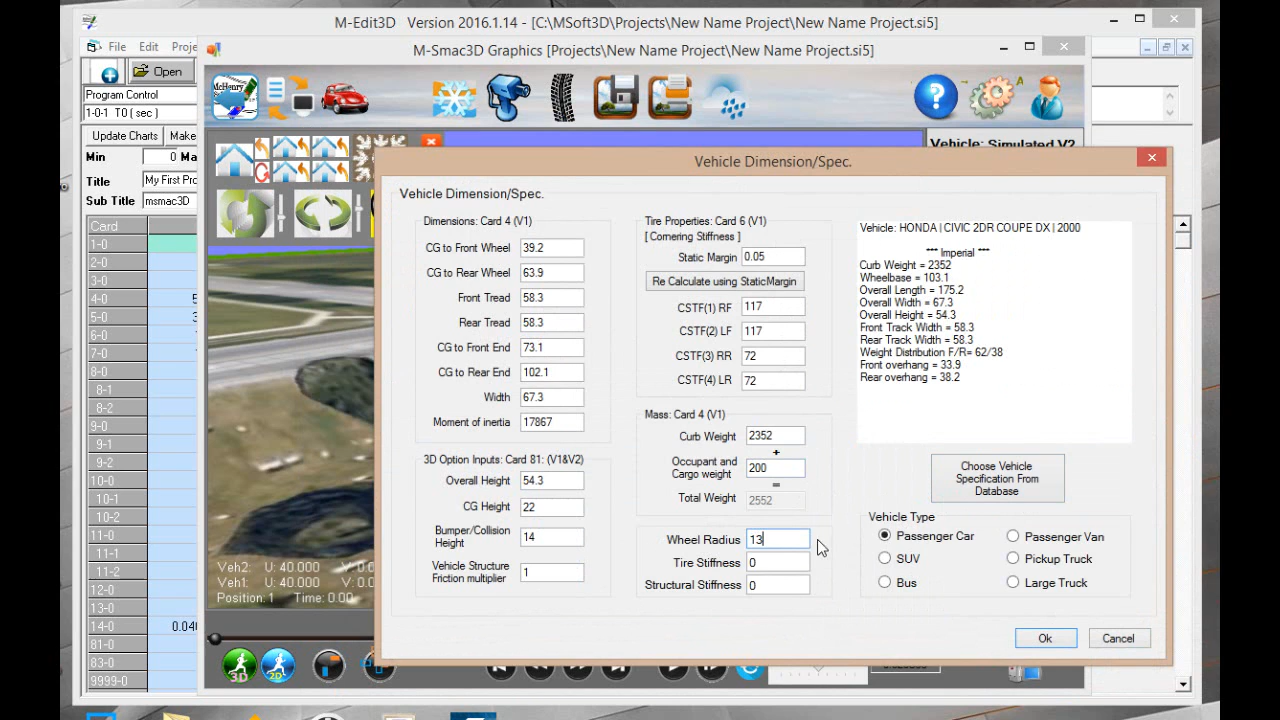 M-Edit3D Version 2016.1.14 - [C:\MSoft3D\Projects\New Name Project\New Name Project.si5]
File Edit Proje
M-Smac3D Graphics [Projects\New Name Project\New Name Project.si5]
Open
McHenry
Program Control
1-0-1 T0 ( sec )
Update Charts Make
Min 0 Ma
Title My First Pro
Sub Title msmac3D
Card
1-0
2-0
3-0
4-0
5-0
6-0
7-0
8-0
8-1
8-2
9-0
9-1
9-2
10-0
10-1
10-2
11-0
11-1
11-2
12-0
13-0
14-0 0.040
81-0
83-0
9999-0
Vehicle: Simulated V2
Veh2: U: 40.000 V: 0.0
Veh1: U: 40.000 V: 0.0
Position: 1 Time: 0.00
3D
2D
Vehicle Dimension/Spec.
Vehicle Dimension/Spec.
Dimensions: Card 4 (V1)
CG to Front Wheel 39.2
CG to Rear Wheel 63.9
Front Tread 58.3
Rear Tread 58.3
CG to Front End 73.1
CG to Rear End 102.1
Width 67.3
Moment of inertia 17867
3D Option Inputs: Card 81: (V1&V2)
Overall Height 54.3
CG Height 22
Bumper/Collision
Height 14
Vehicle Structure
Friction multiplier 1
Tire Properties: Card 6 (V1)
[ Cornering Stiffness ]
Static Margin 0.05
Re Calculate using StaticMargin
CSTF(1) RF 117
CSTF(2) LF 117
CSTF(3) RR 72
CSTF(4) LR 72
Mass: Card 4 (V1)
Curb Weight 2352
+
Occupant and
Cargo weight 200
=
Total Weight 2552
Wheel Radius 13
Tire Stiffness 0
Structural Stiffness 0
Vehicle: HONDA | CIVIC 2DR COUPE DX | 2000
*** Imperial ***
Curb Weight = 2352
Wheelbase = 103.1
Overall Length = 175.2
Overall Width = 67.3
Overall Height = 54.3
Front Track Width = 58.3
Rear Track Width = 58.3
Weight Distribution F/R= 62/38
Front overhang = 33.9
Rear overhang = 38.2
Choose Vehicle
Specification From
Database
Vehicle Type
Passenger Car Passenger Van
SUV Pickup Truck
Bus Large Truck
Ok Cancel